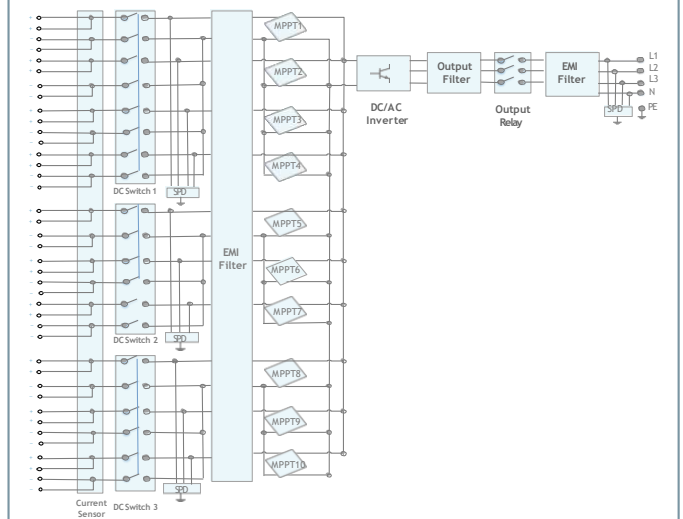 MPPT1
MPPT2
MPPT3
MPPT4
DC Switch 1
SPD
MPPT5
MPPT6
MPPT7
DC Switch 2
SPD
MPPT8
MPPT9
MPPT10
DC Switch 3
SPD
Current
Sensor
EMI
Filter
DC/AC
Inverter
Output
Filter
Output
Relay
EMI
Filter
SPD
L1
L2
L3
N
PE